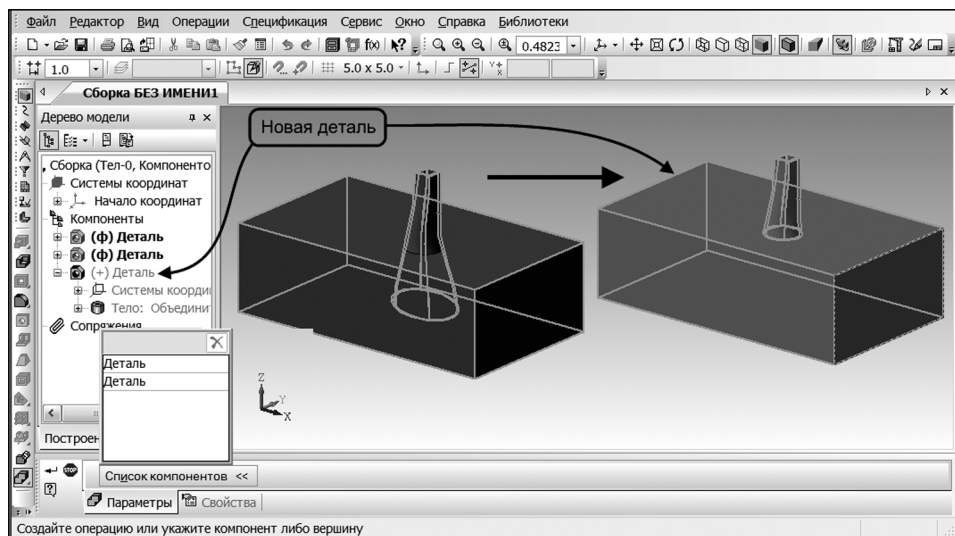 Файл Редактор Вид Операции Спецификация Сервис Окно Справка Библиотеки
f(x) 0.4823
1.0 5.0 x 5.0
Сборка БЕЗ ИМЕНИ1
Дерево модели
Новая деталь
Сборка (Тел-0, Компоненто
Системы координат
Начало координат
Компоненты
(ф) Деталь
(ф) Деталь
(+) Деталь
Системы коорди
Тело: Объедини
Сопряжения
Деталь
Деталь
Z
Y
X
Построен
STOP
Список компонентов <<
Параметры Свойства
Создайте операцию или укажите компонент либо вершину